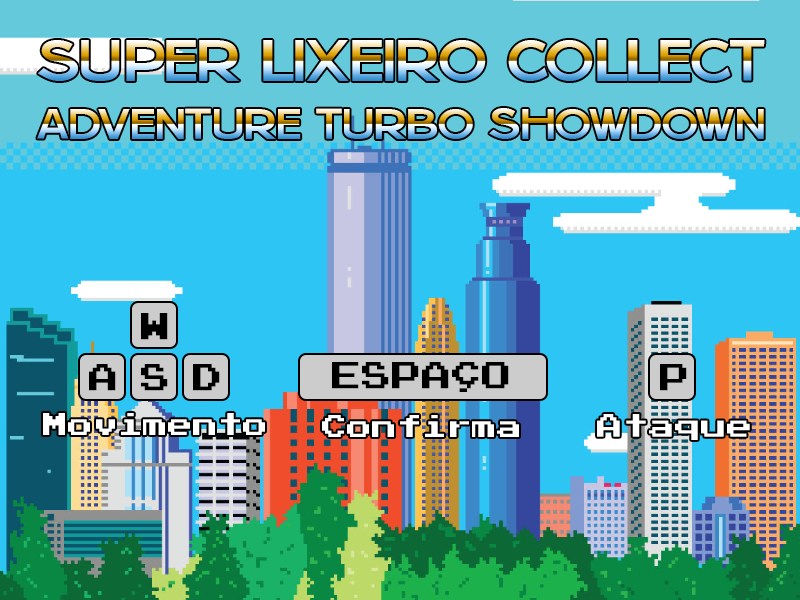 SUPER LIXEIRO COLLECT
ADVENTURE TURBO SHOWDOWN
W
A S D
ESPAÇO
P
Movimento
Confirma
Ataque